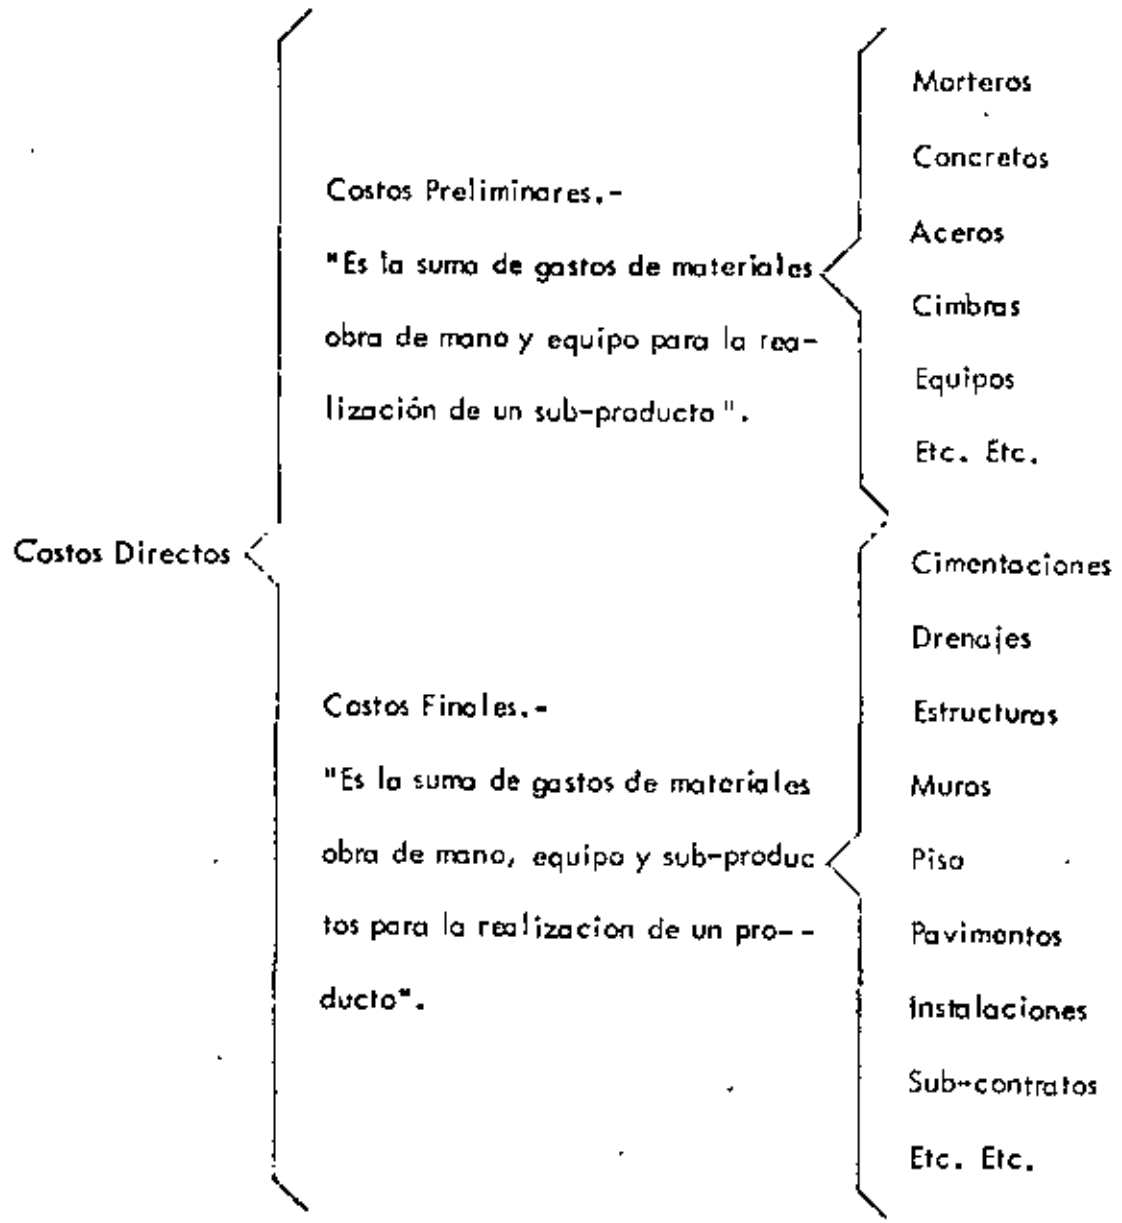 Costos Directos
Costos Preliminares.-
"Es la suma de gastos de materiales
obra de mano y equipo para la rea-
lización de un sub-producto".
Morteros
Concretos
Aceros
Cimbras
Equipos
Etc. Etc.
Costos Finales.-
"Es la suma de gastos de materiales
obra de mano, equipo y sub-produc
tos para la realizacion de un pro--
ducto".
Cimentaciones
Drenajes
Estructuras
Muros
Piso
Pavimentos
Instalaciones
Sub-contratos
Etc. Etc.